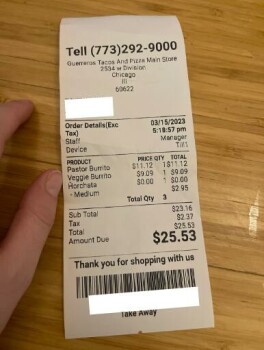 Tell (773)292-9000
Guerreros Tacos And Pizza Main Store
2534 w Division
Chicago
Ill
60622
Order Details(Exc Tax) 03/15/2023
5:18:57 pm
Staff Manager
Device Till1
PRODUCT PRICE QTY TOTAL
Pastor Burrito $11.12 1 $11.12
Veggie Burrito $9.09 1 $9.09
Horchata $0.00 1 $0.00
- Medium $2.95
Total Qty 3
Sub Total $23.16
Tax $2.37
Total $25.53
Amount Due $25.53
Thank you for shopping with us
Take Away